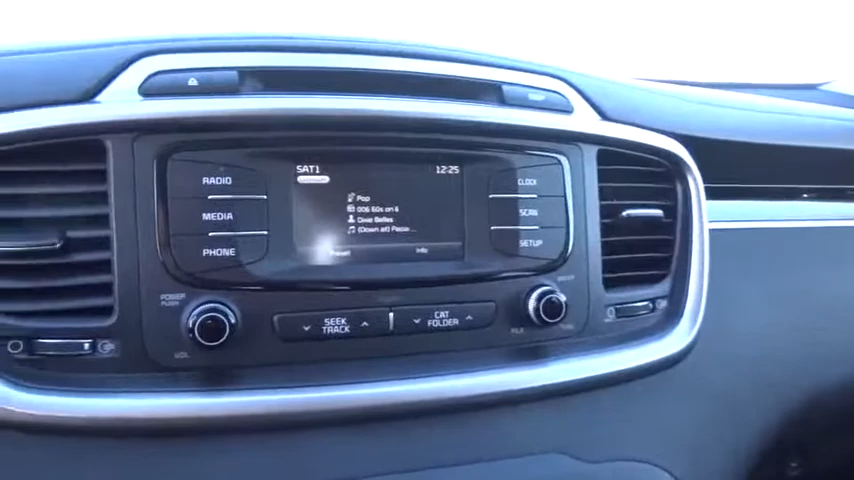 SAT1 12:25
RADIO
MEDIA
PHONE
Pop
006 60s on 6
Dixie Belles
(Down at) Papa...
Preset Info
CLOCK
SCAN
SETUP
POWER
PUSH
VOL
SEEK
TRACK
CAT
FOLDER
FILE